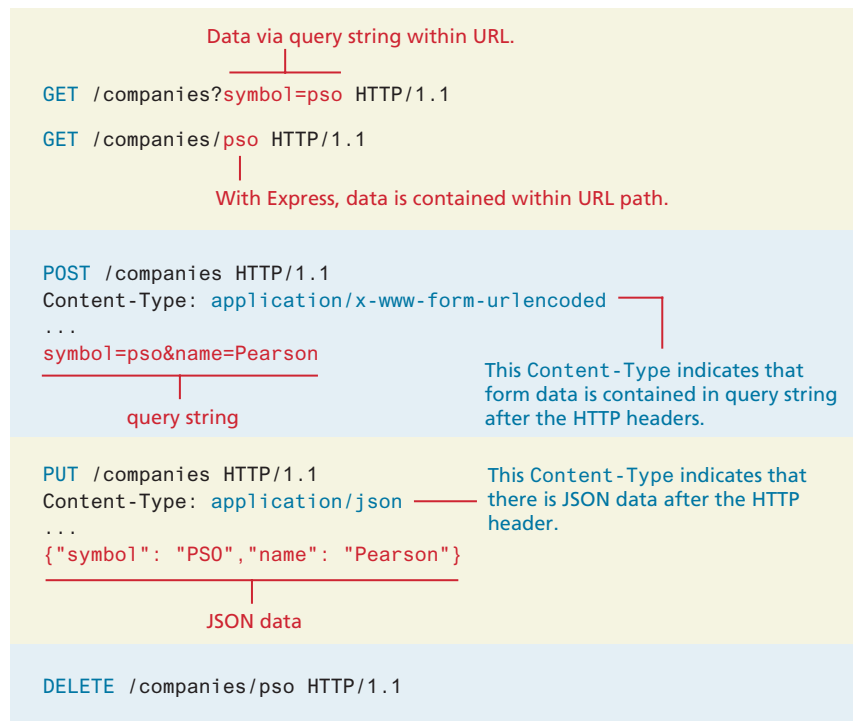 Data via query string within URL.
GET /companies?symbol=pso HTTP/1.1
GET /companies/pso HTTP/1.1
With Express, data is contained within URL path.
POST /companies HTTP/1.1
Content-Type: application/x-www-form-urlencoded
...
symbol=pso&name=Pearson
query string
This Content-Type indicates that
form data is contained in query string
after the HTTP headers.
PUT /companies HTTP/1.1
Content-Type: application/json
...
{"symbol": "PSO","name": "Pearson"}
JSON data
This Content-Type indicates that
there is JSON data after the HTTP
header.
DELETE /companies/pso HTTP/1.1